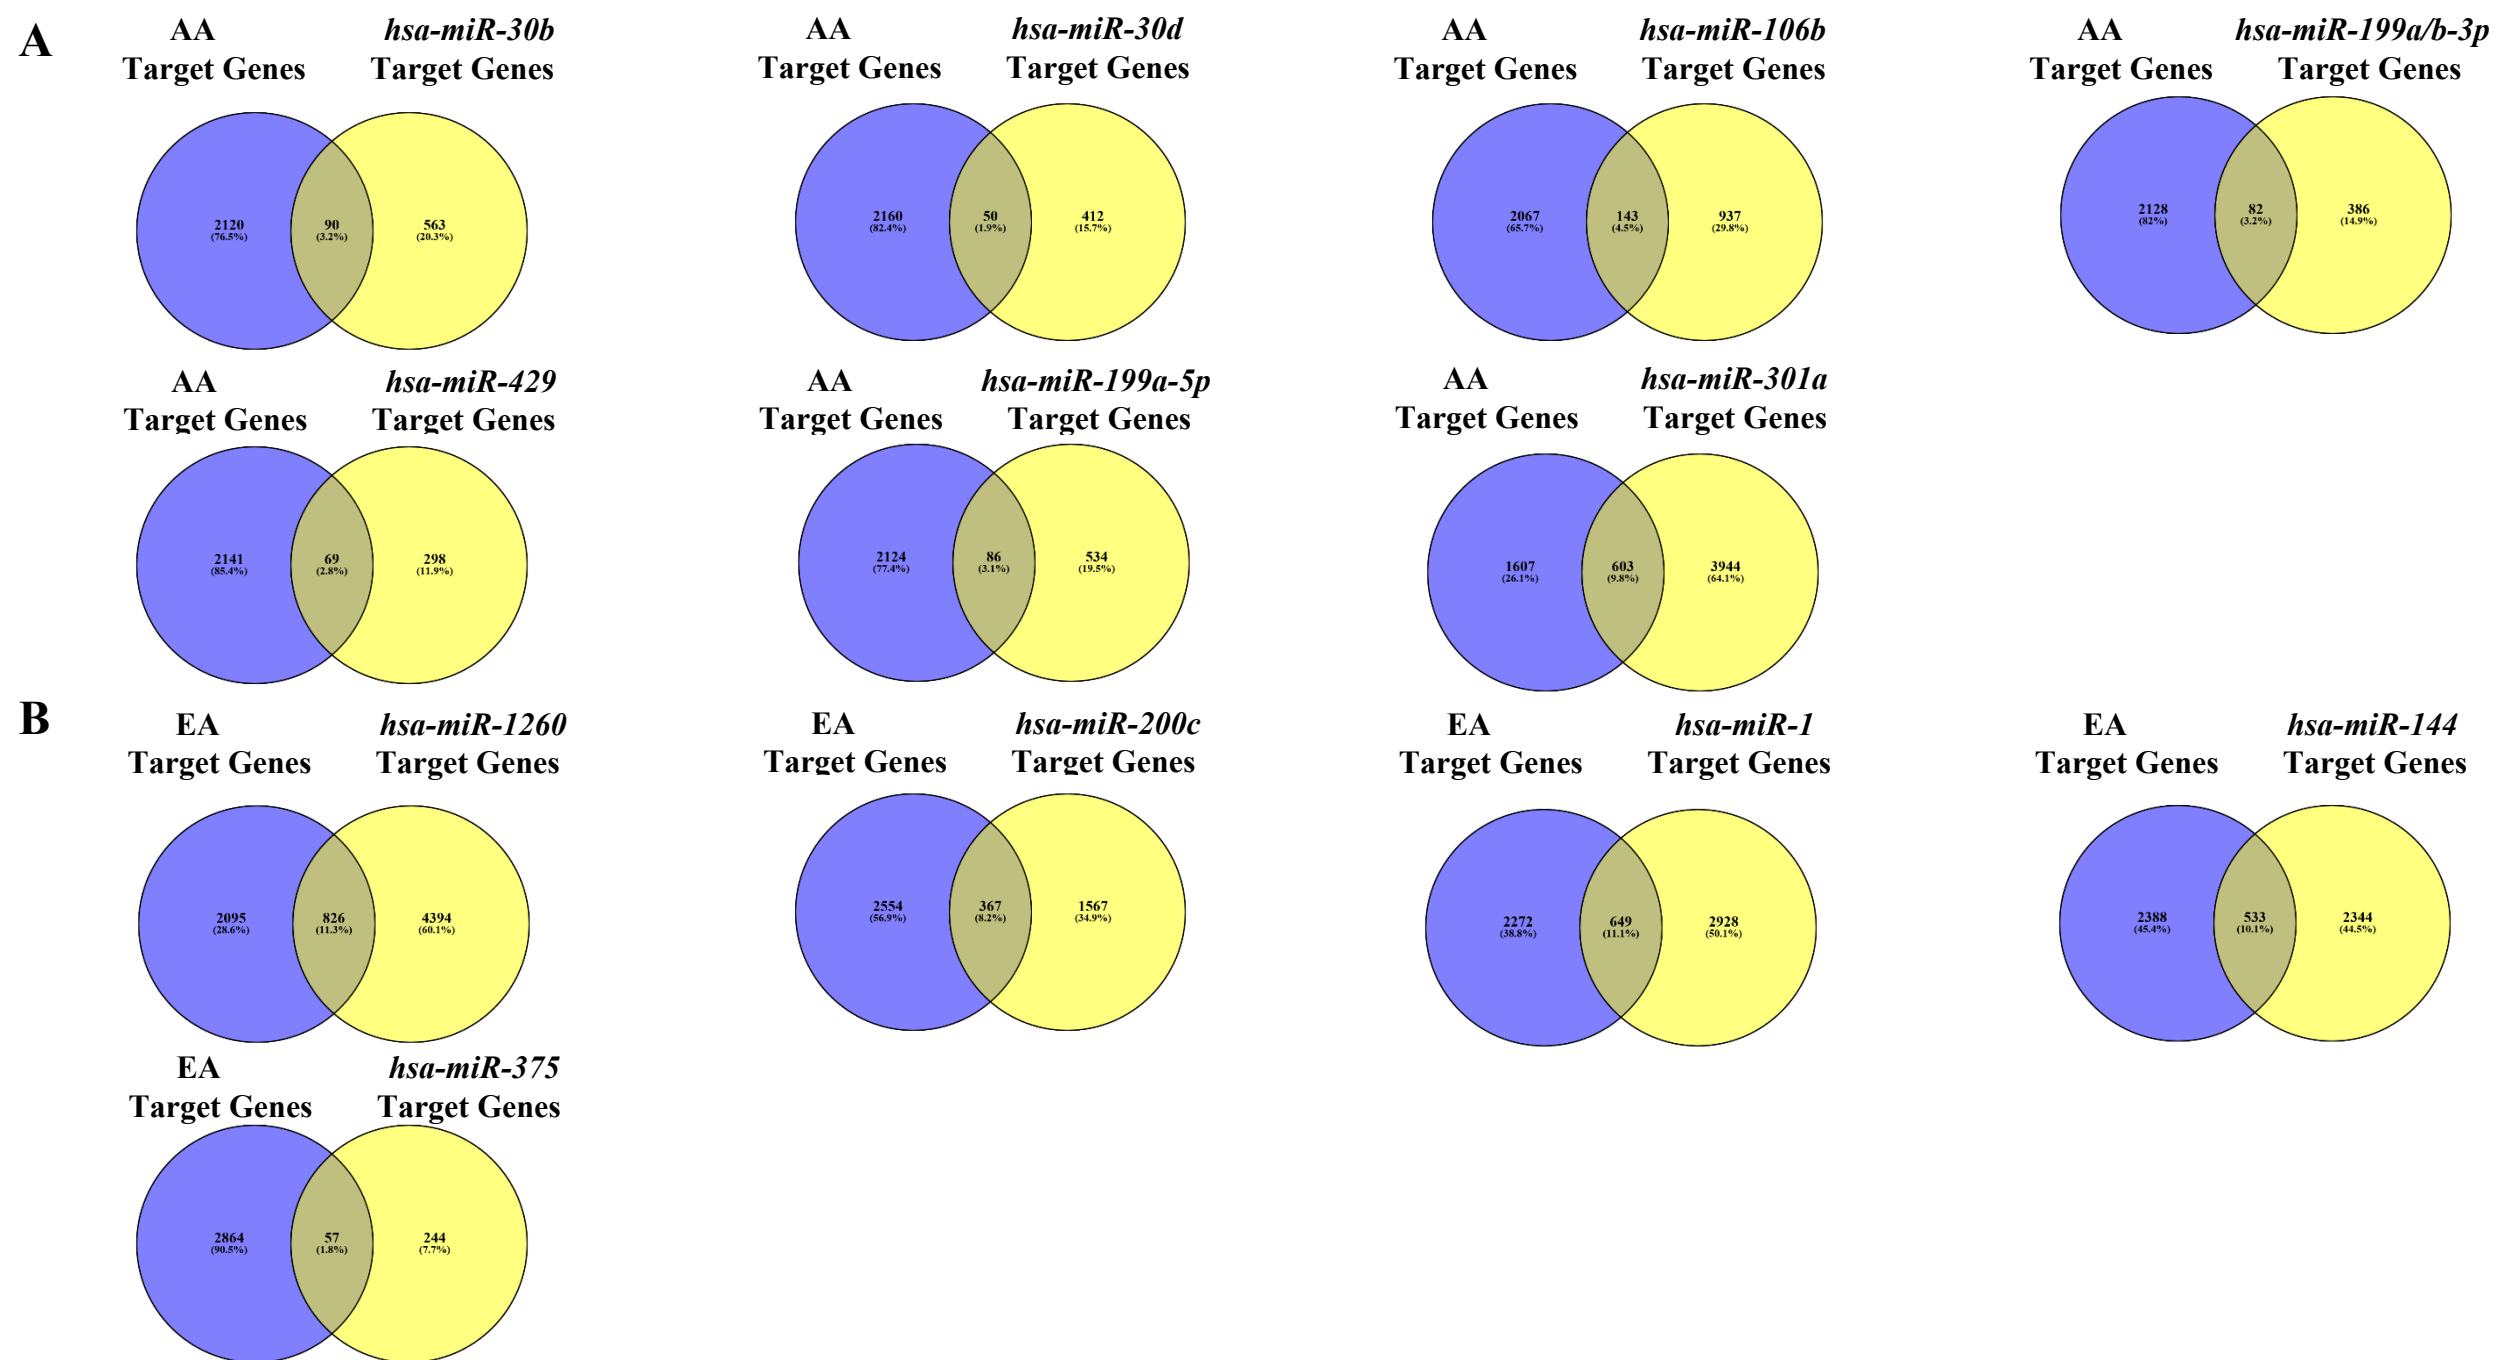 A
AA
Target Genes
hsa-miR-30b
Target Genes
2120
(76.5%)
90
(3.2%)
563
(20.3%)
AA
Target Genes
hsa-miR-30d
Target Genes
2160
(82.4%)
50
(1.9%)
412
(15.7%)
AA
Target Genes
hsa-miR-106b
Target Genes
2067
(65.7%)
143
(4.5%)
937
(29.8%)
AA
Target Genes
hsa-miR-199a/b-3p
Target Genes
2128
(82%)
82
(3.2%)
386
(14.9%)
AA
Target Genes
hsa-miR-429
Target Genes
2141
(85.4%)
69
(2.8%)
298
(11.9%)
AA
Target Genes
hsa-miR-199a-5p
Target Genes
2124
(77.4%)
86
(3.1%)
534
(19.5%)
AA
Target Genes
hsa-miR-301a
Target Genes
1607
(26.1%)
603
(9.8%)
3944
(64.1%)
B
EA
Target Genes
hsa-miR-1260
Target Genes
2095
(28.6%)
826
(11.3%)
4394
(60.1%)
EA
Target Genes
hsa-miR-200c
Target Genes
2554
(56.9%)
367
(8.2%)
1567
(34.9%)
EA
Target Genes
hsa-miR-1
Target Genes
2272
(38.8%)
649
(11.1%)
2928
(50.1%)
EA
Target Genes
hsa-miR-144
Target Genes
2388
(45.4%)
533
(10.1%)
2344
(44.5%)
EA
Target Genes
hsa-miR-375
Target Genes
2864
(90.5%)
57
(1.8%)
244
(7.7%)